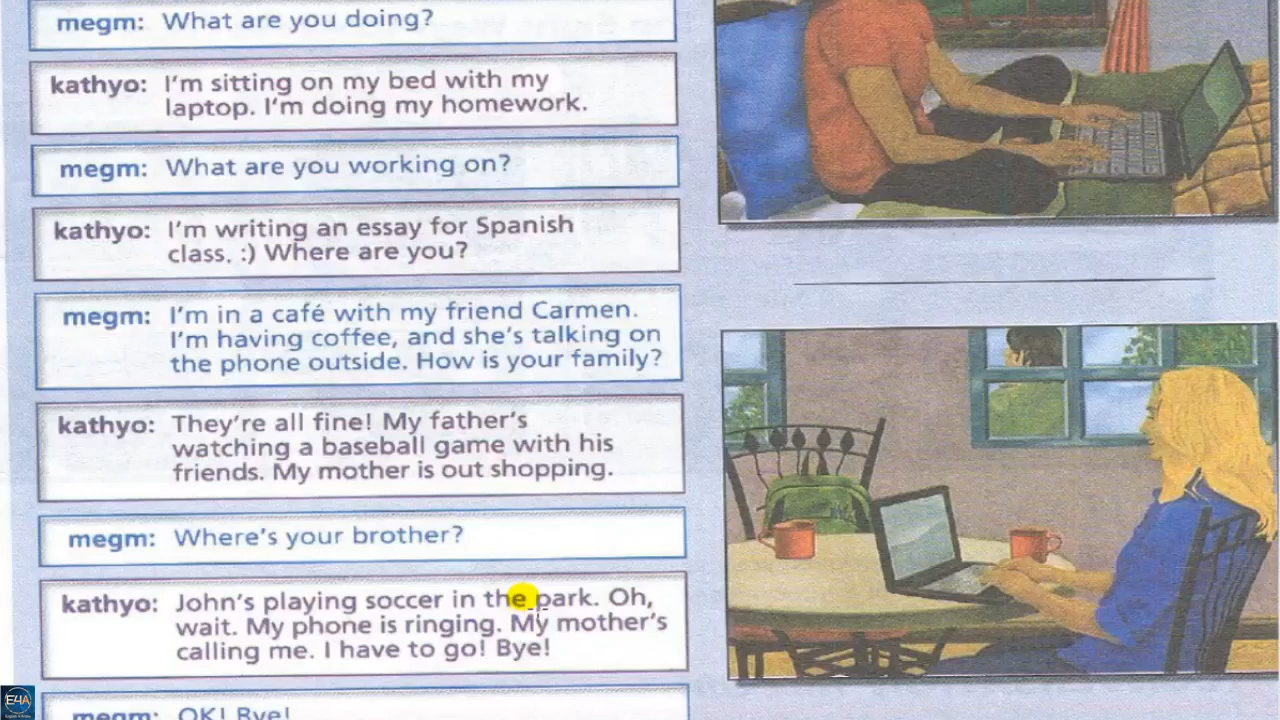 megm: What are you doing?
kathyo: I'm sitting on my bed with my
laptop. I'm doing my homework.
megm: What are you working on?
kathyo: I'm writing an essay for Spanish
class. :) Where are you?
megm: I'm in a café with my friend Carmen.
I'm having coffee, and she's talking on
the phone outside. How is your family?
kathyo: They're all fine! My father's
watching a baseball game with his
friends. My mother is out shopping.
megm: Where's your brother?
kathyo: John's playing soccer in the park. Oh,
wait. My phone is ringing. My mother's
calling me. I have to go! Bye!
megm: OK! Bye!
E4A